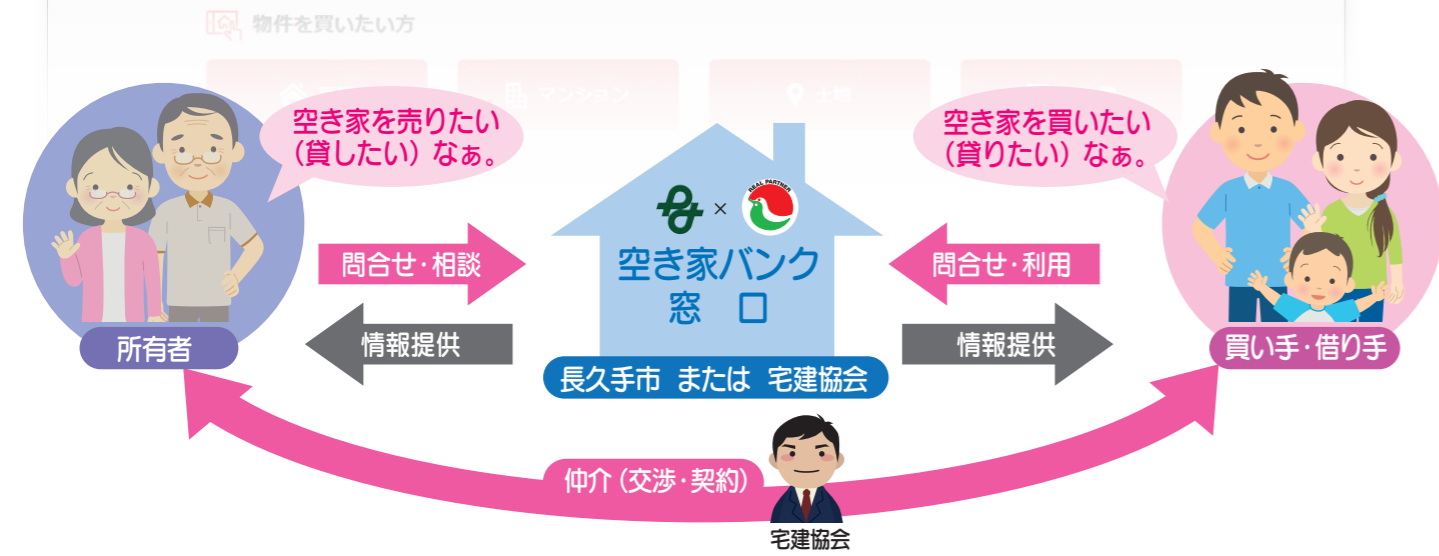 物件を買いたい方
マンション
土地
空き家を売りたい
（貸したい）なぁ。
空き家を買いたい
（貸りたい）なぁ。
REAL PARTNER
×
空き家バンク
窓 口
問合せ・相談
問合せ・利用
情報提供
情報提供
所有者
長久手市 または 宅建協会
買い手・借り手
仲介（交渉・契約）
宅建協会